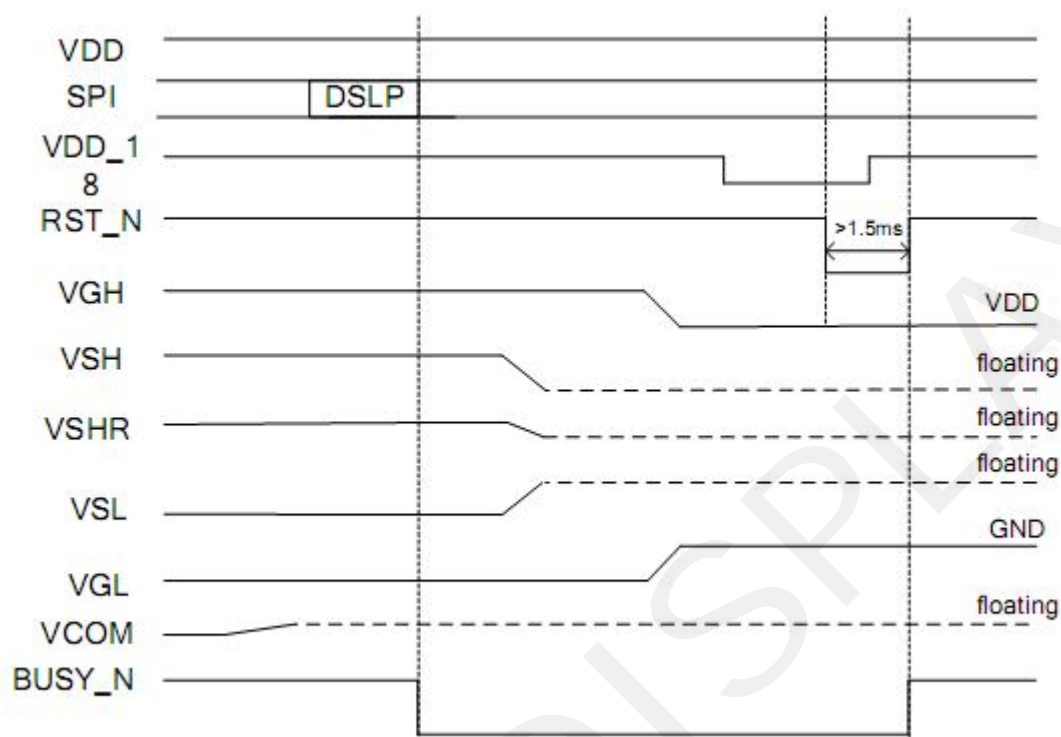 VDD
SPI
DSLP
VDD_1
8
RST_N
>1.5ms
VGH
VDD
VSH
floating
VSHR
floating
floating
VSL
GND
VGL
floating
VCOM
BUSY_N
DISPLAY